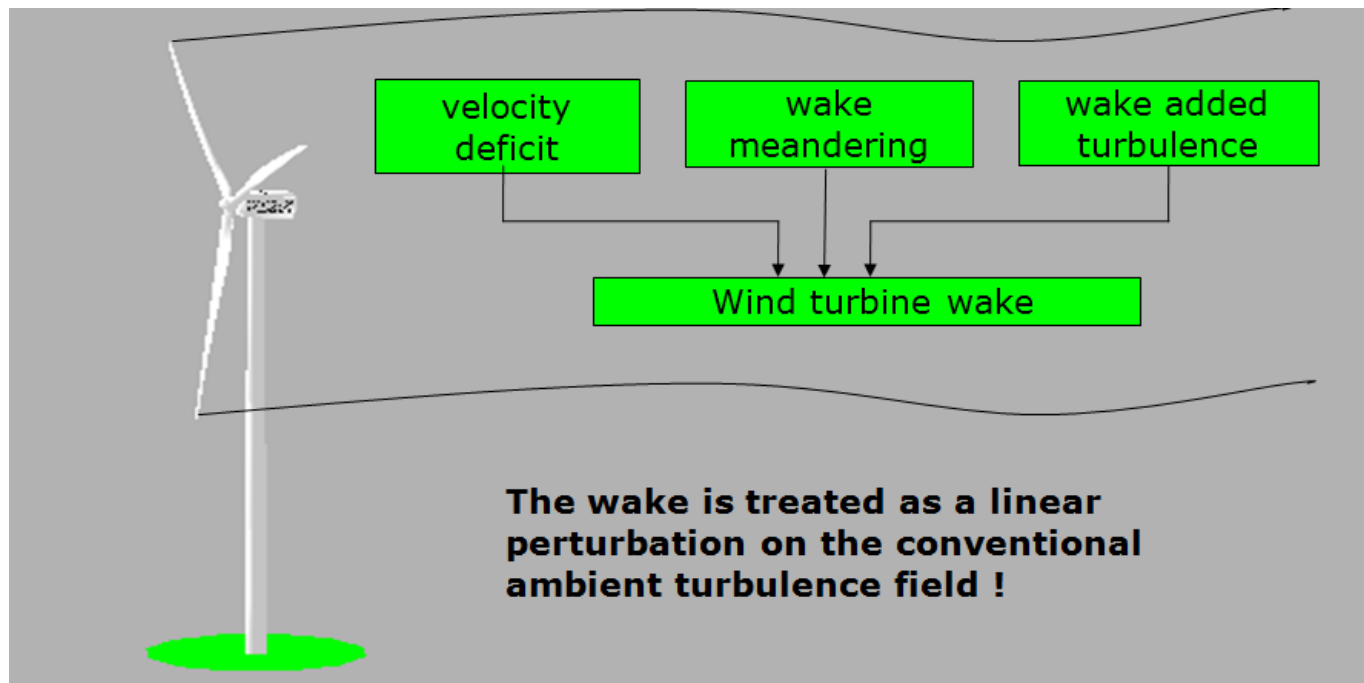 velocity
deficit
wake
meandering
wake added
turbulence
Wind turbine wake
The wake is treated as a linear
perturbation on the conventional
ambient turbulence field !